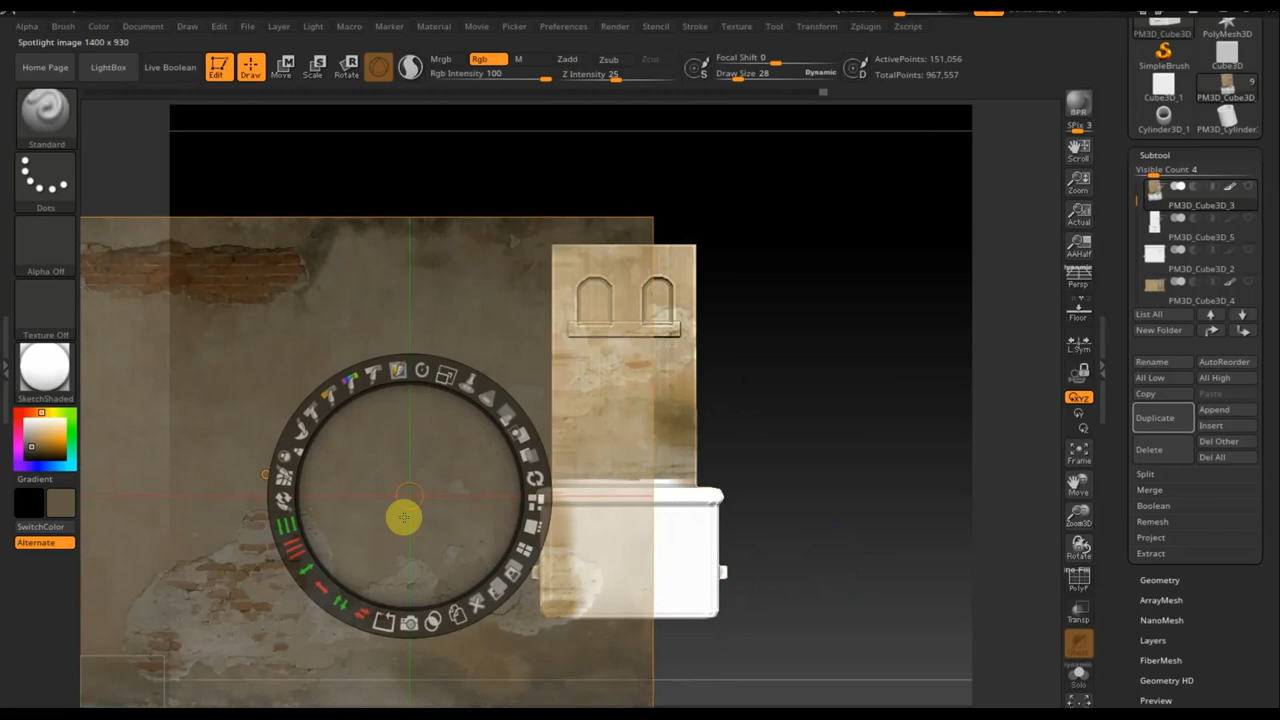 Alpha Brush Color Document Draw Edit File Layer Light Macro Marker Material Movie Picker Preferences Render Stencil Stroke Texture Tool Transform Zplugin Zscript
Spotlight image 1400 x 930
Home Page LightBox Live Boolean Edit Draw Move Scale Rotate
Mrgb Rgb M Zadd Zsub Zcut
Rgb Intensity 100 Z Intensity 25
S Focal Shift 0
Draw Size 28 Dynamic D
ActivePoints: 151,056
TotalPoints: 967,557
Standard
Dots
Alpha Off
Texture Off
SketchShaded
Gradient
SwitchColor
Alternate
BPR
SPix 3
Scroll
Zoom
Actual
AAHalf
Dynamic
Persp
Floor
L.Sym
XYZ
Frame
Move
Zoom3D
Rotate
PolyF
Transp
Dynamic
Solo
PM3D_Cube3D PolyMesh3D
SimpleBrush Cube3D
9
Cube3D_1 PM3D_Cube3D
Cylinder3D_1 PM3D_Cylinder
Subtool
Visible Count 4
PM3D_Cube3D_3
PM3D_Cube3D_5
PM3D_Cube3D_2
PM3D_Cube3D_4
List All
New Folder
Rename AutoReorder
All Low All High
Copy Paste
Duplicate Append
Insert
Delete Del Other
Del All
Split
Merge
Boolean
Remesh
Project
Extract
Geometry
ArrayMesh
NanoMesh
Layers
FiberMesh
Geometry HD
Preview